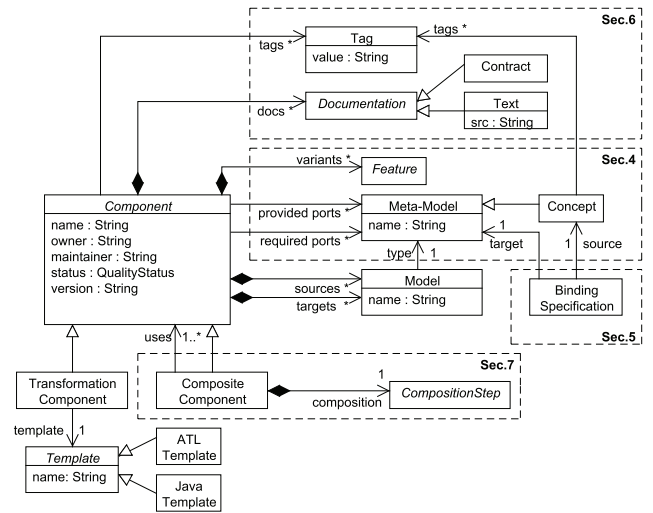 Sec.6
Tag
value : String
tags *
tags *
Documentation
docs *
Contract
Text
src : String
Sec.4
variants *
Feature
Component
name : String
owner : String
maintainer : String
status : QualityStatus
version : String
provided ports *
required ports *
Meta-Model
name : String
Concept
1
target
1
source
type
1
sources *
targets *
Model
name : String
Binding
Specification
Sec.5
uses
1..*
Sec.7
Transformation
Component
Composite
Component
1
composition
CompositionStep
template
1
Template
name: String
ATL
Template
Java
Template